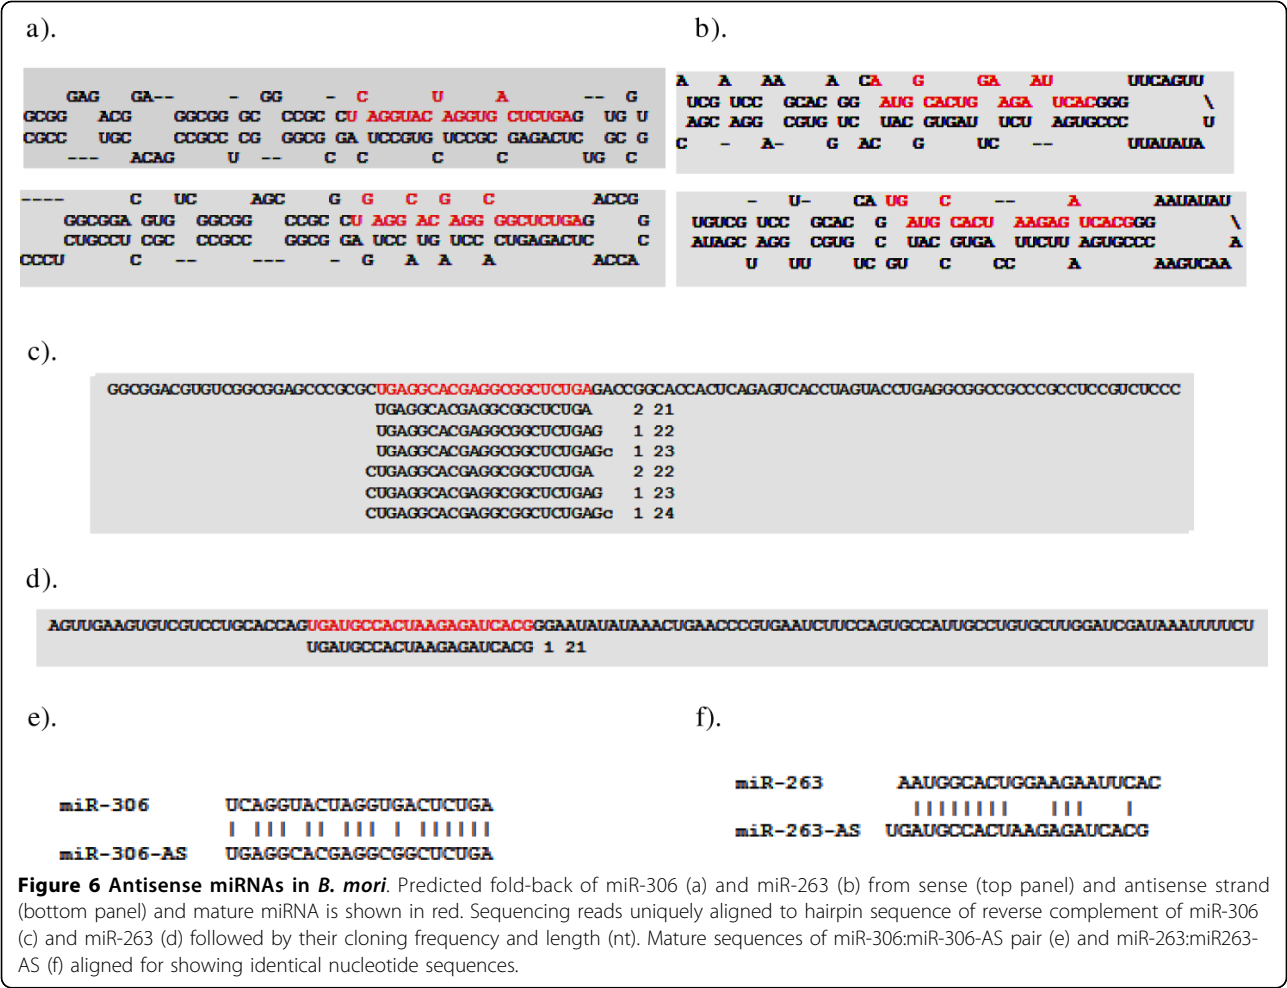 a).
GAG GA-- - GG - C U A -- G
GCGG ACG GGCGG GC CCGC CU AGGUAC AGGUG CUCUGAG UG U
CGCC UGC CCGCC CG GGCG GA UCCGUG UCCGC GAGACUC GC G
--- ACAG U -- C C C C UG C
---- C UC AGC G G C G C ACCG
GGCGGA GUG GGCGG CCGC CU AGG AC AGG GGCUCUGAG G
CUGCCU CGC CCGCC GGCG GA UCC UG UCC CUGAGACUC C
CCCU C -- --- - G A A A ACCA
b).
A A AA A CA G GA AU UUCAGUU
UCG UCC GCAC GG AUG CACUG AGA UCACGGG \
AGC AGG CGUG UC UAC GUGAU UCU AGUGCCC U
C - A- G AC G UC -- UUAUAUA
- U- CA UG C -- A AAUAUAU
UGUCG UCC GCAC G AUG CACU AAGAG UCACGGG \
AUAGC AGG CGUG C UAC GUGA UUCUU AGUGCCC A
U UU UC GU C CC A AAGUCAA
c).
GGCGGACGUGUCGGCGGAGCCCGCGCUGAGGCACGAGGCGGCUCUGAGACCGGCACCACUCAGAGUCACCUAGUACCUGAGGCGGCCGCCCGCCUCCGUCUCCC
UGAGGCACGAGGCGGCUCUGA 2 21
UGAGGCACGAGGCGGCUCUGAG 1 22
UGAGGCACGAGGCGGCUCUGAGc 1 23
CUGAGGCACGAGGCGGCUCUGA 2 22
CUGAGGCACGAGGCGGCUCUGAG 1 23
CUGAGGCACGAGGCGGCUCUGAGc 1 24
d).
AGUUGAAGUGUCGUCCUGCACCAGUGAUGCCACUAAGAGAUCACGGGAAUAUAUAAACUGAACCCGUGAAUCUUCCAGUGCCAUUGCCUGUGCUUGGAUCGAUAAAUUUUCU
UGAUGCCACUAAGAGAUCACG 1 21
e).
miR-306 UCAGGUACUAGGUGACUCUGA
| ||| || ||| | ||||||
miR-306-AS UGAGGCACGAGGCGGCUCUGA
f).
miR-263 AAUGGCACUGGAAGAAUUCAC
|||||||| ||| |
miR-263-AS UGAUGCCACUAAGAGAUCACG
Figure 6 Antisense miRNAs in B. mori. Predicted fold-back of miR-306 (a) and miR-263 (b) from sense (top panel) and antisense strand
(bottom panel) and mature miRNA is shown in red. Sequencing reads uniquely aligned to hairpin sequence of reverse complement of miR-306
(c) and miR-263 (d) followed by their cloning frequency and length (nt). Mature sequences of miR-306:miR-306-AS pair (e) and miR-263:miR263-
AS (f) aligned for showing identical nucleotide sequences.